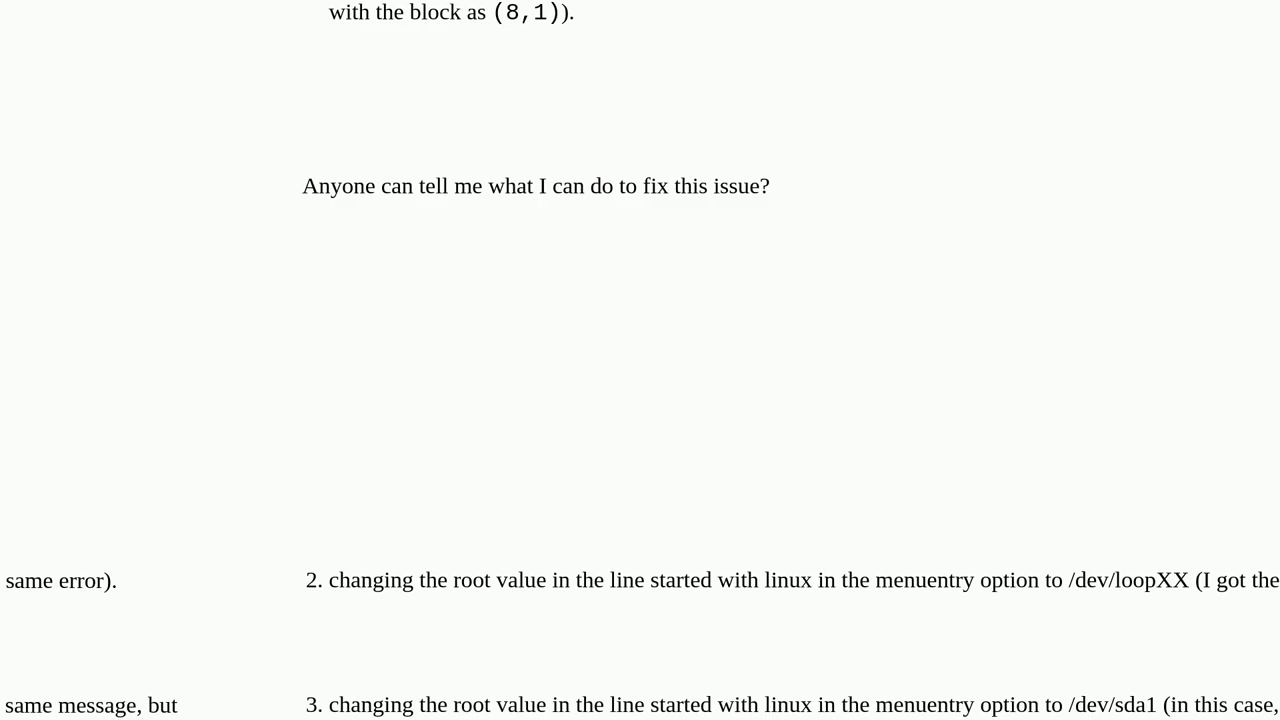 with the block as (8,1)).
Anyone can tell me what I can do to fix this issue?
same error).
2. changing the root value in the line started with linux in the menuentry option to /dev/loopXX (I got the
same message, but
3. changing the root value in the line started with linux in the menuentry option to /dev/sda1 (in this case,